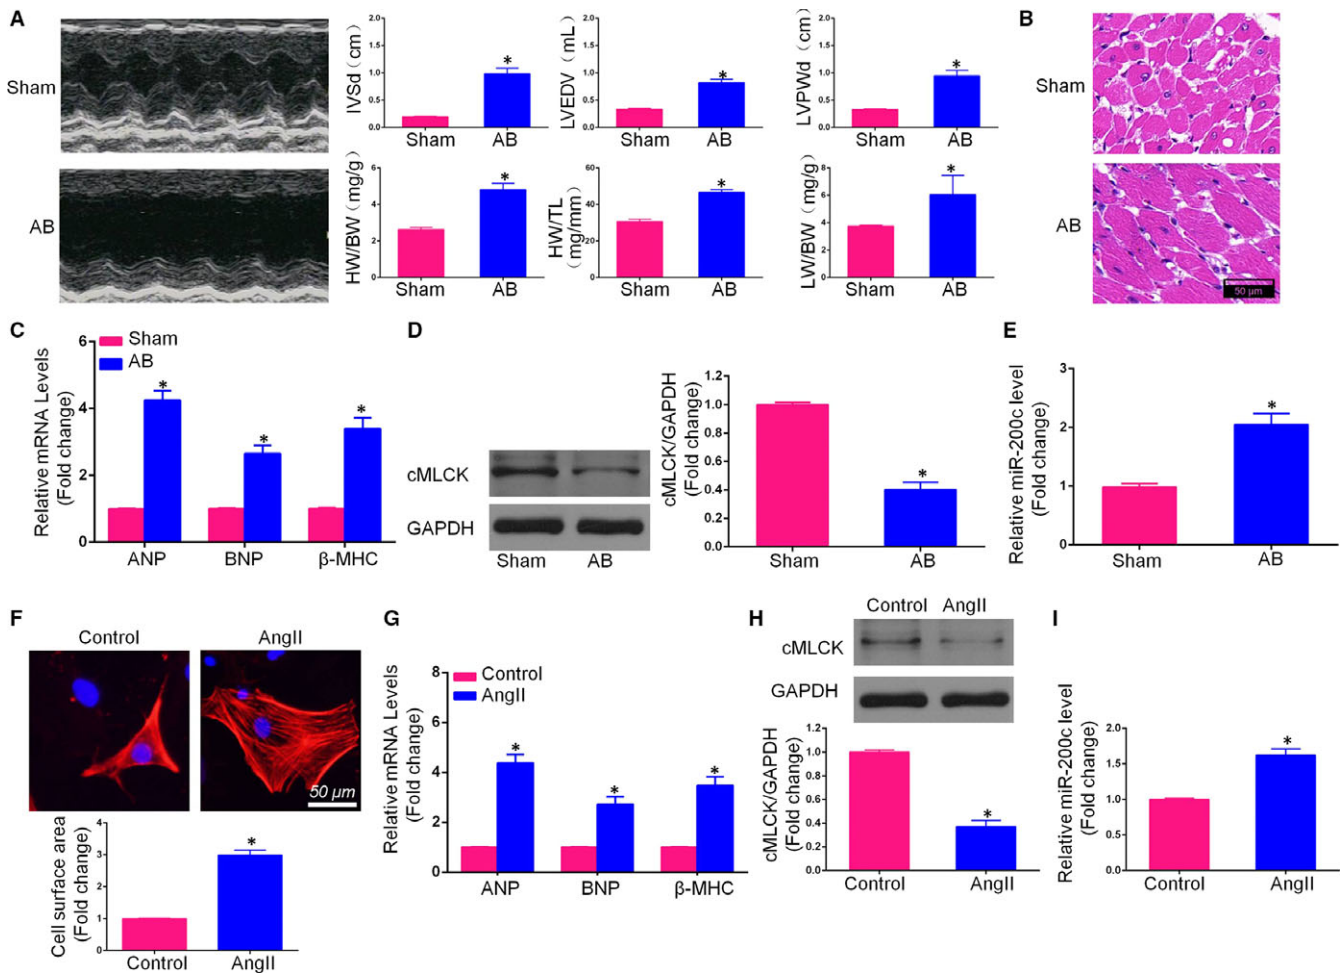 A
Sham
AB
IVSd（cm）
1.5
1.0
0.5
0.0
Sham AB
LVEDV（mL）
2.0
1.5
1.0
0.5
0.0
Sham AB
LVPWd（cm）
1.5
1.0
0.5
0.0
Sham AB
*
*
*
HW/BW（mg/g）
6
4
2
0
Sham AB
HW/TL
（mg/mm）
60
40
20
0
Sham AB
LW/BW（mg/g）
8
6
4
2
0
Sham AB
*
*
*
B
Sham
AB
50 µm
C
Sham
AB
Relative mRNA Levels
(Fold change)
6
4
2
0
*
*
*
ANP BNP β-MHC
D
cMLCK
GAPDH
Sham AB
cMLCK/GAPDH
(Fold change)
1.2
1.0
0.8
0.6
0.4
0.2
0.0
*
Sham AB
E
Relative miR-200c level
(Fold change)
3
2
1
0
*
Sham AB
F
Control AngII
50 µm
Cell surface area
(Fold change)
4
3
2
1
0
*
Control AngII
G
Control
AngII
Relative mRNA Levels
(Fold change)
8
6
4
2
0
*
*
*
ANP BNP β-MHC
H
Control AngII
cMLCK
GAPDH
cMLCK/GAPDH
(Fold change)
1.2
1.0
0.8
0.6
0.4
0.2
0.0
*
Control AngII
I
Relative miR-200c level
(Fold change)
2.0
1.5
1.0
0.5
0.0
*
Control AngII